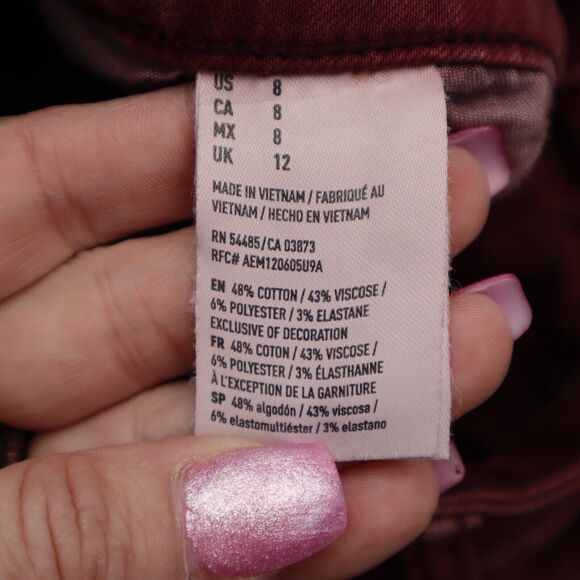 US 8
CA 8
MX 8
UK 12
MADE IN VIETNAM / FABRIQUÉ AU
VIETNAM / HECHO EN VIETNAM
RN 54485/CA 03873
RFC# AEM120605U9A
EN 48% COTTON / 43% VISCOSE /
6% POLYESTER / 3% ELASTANE
EXCLUSIVE OF DECORATION
FR 48% COTON / 43% VISCOSE /
6% POLYESTER / 3% ÉLASTHANNE
À L'EXCEPTION DE LA GARNITURE
SP 48% algodón / 43% viscosa /
6% elastomultiéster / 3% elastano